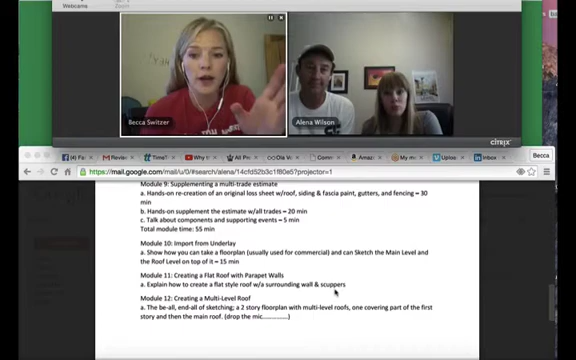 Webcams
Becca Switzer
Alena Wilson
citrix
Becca
https://mail.google.com/mail/u/0/#search/alena/14cfd52b3c1f80e5?projector=1
Module 9: Supplementing a multi-trade estimate
a. Hands-on re-creation of an original loss sheet w/roof, siding & fascia paint, gutters, and fencing = 30
min
b. Hands-on supplement the estimate w/all trades = 20 min
c. Talk about components and supporting events = 5 min
Total module time: 55 min
Module 10: Import from Underlay
a. Show how you can take a floorplan (usually used for commercial) and can Sketch the Main Level and
the Roof Level on top of it = 15 min
Module 11: Creating a Flat Roof with Parapet Walls
a. Explain how to create a flat style roof w/a surrounding wall & scuppers
Module 12: Creating a Multi-Level Roof
a. The be-all, end-all of sketching; a 2 story floorplan with multi-level roofs, one covering part of the first
story and then the main roof. (drop the mic……………)